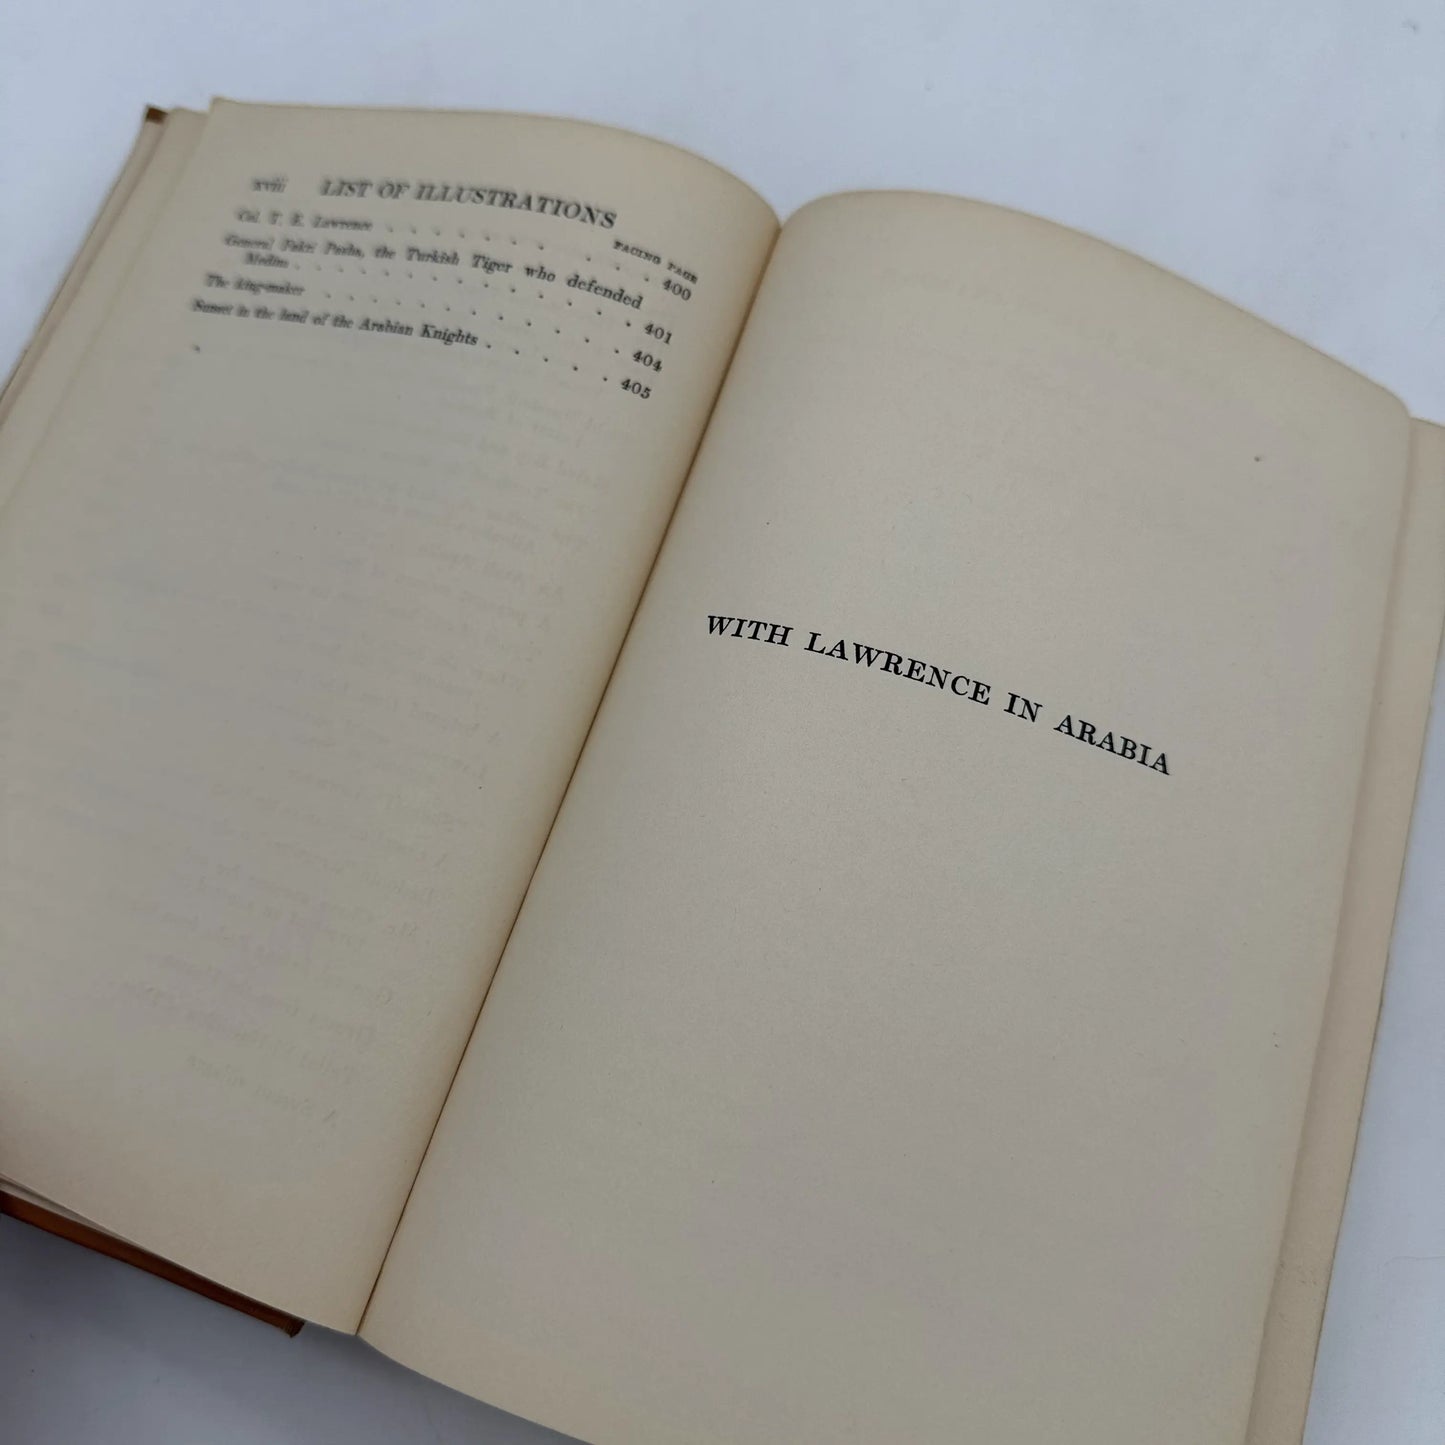 xviii LIST OF ILLUSTRATIONS
FACING PAGE
Col. T. E. Lawrence . . . . . . . . . . 400
General Fakri Pasha, the Turkish Tiger who defended
Medina . . . . . . . . . . . 401
The king-maker . . . . . . . . . . . 404
Sunset in the land of the Arabian Knights . . . . . 405
WITH LAWRENCE IN ARABIA